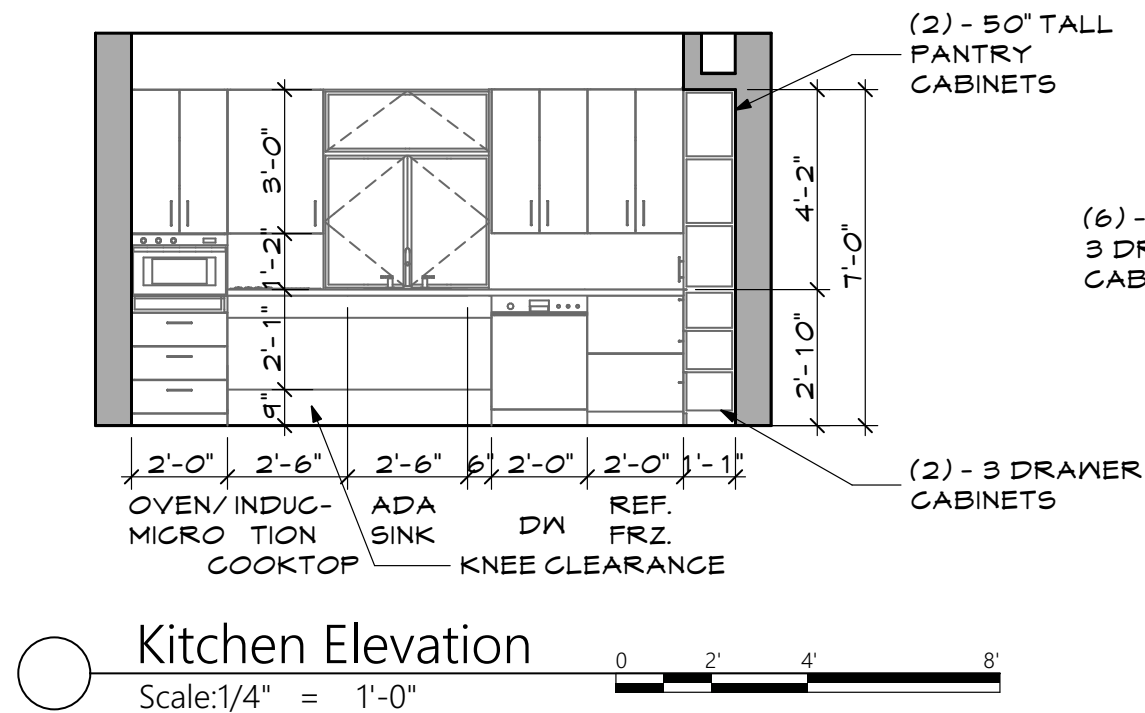 (2) - 50" TALL
PANTRY
CABINETS
(6) -
3 DR
CAB
3'-0"
1'-2"
2'-1"
9"
4'-2"
2'-10"
7'-0"
2'-0" 2'-6" 2'-6" 6" 2'-0" 2'-0" 1'-1"
OVEN/ INDUC- ADA DW REF.
MICRO TION SINK FRZ.
COOKTOP KNEE CLEARANCE
(2) - 3 DRAWER
CABINETS
Kitchen Elevation
Scale:1/4" = 1'-0"
0 2' 4' 8'